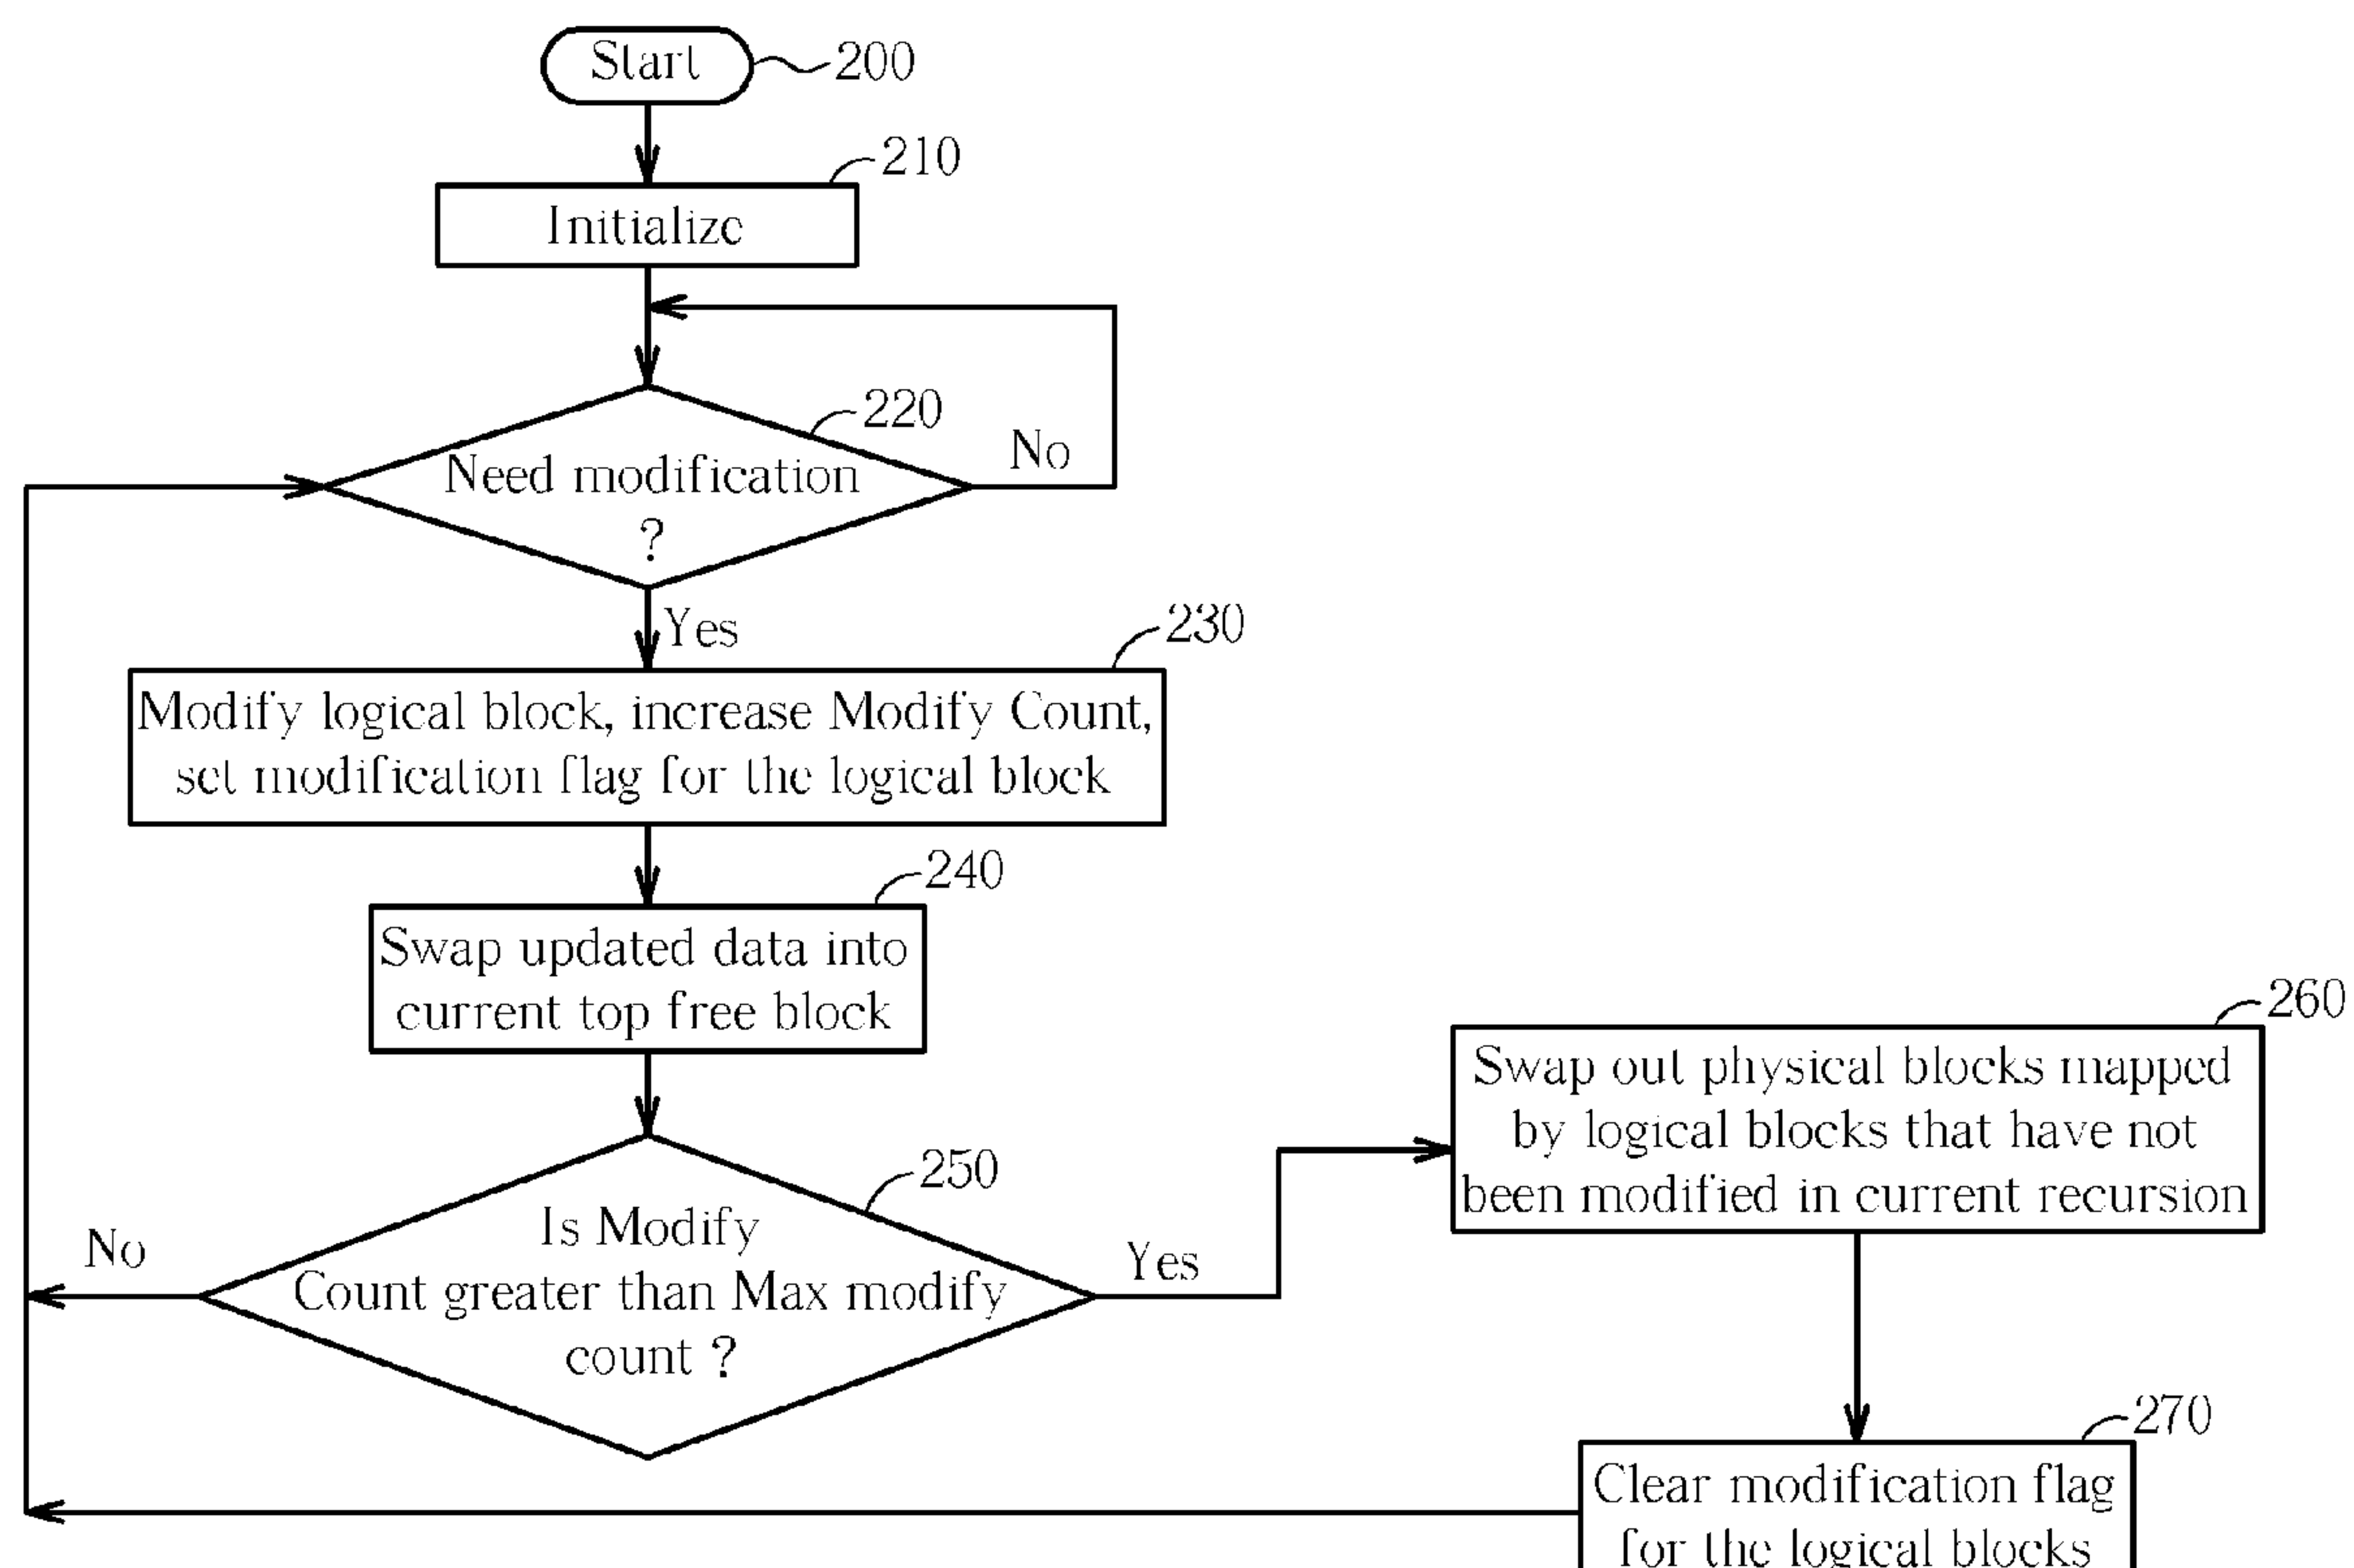 Start
200
210
Initialize
220
No
Need modification
?
Yes
230
Modify logical block, increase Modify Count,
set modification flag for the logical block
240
Swap updated data into
current top free block
260
Swap out physical blocks mapped
by logical blocks that have not
been modified in current recursion
250
Is Modify
Count greater than Max modify
count ?
No
Yes
270
Clear modification flag
for the logical blocks